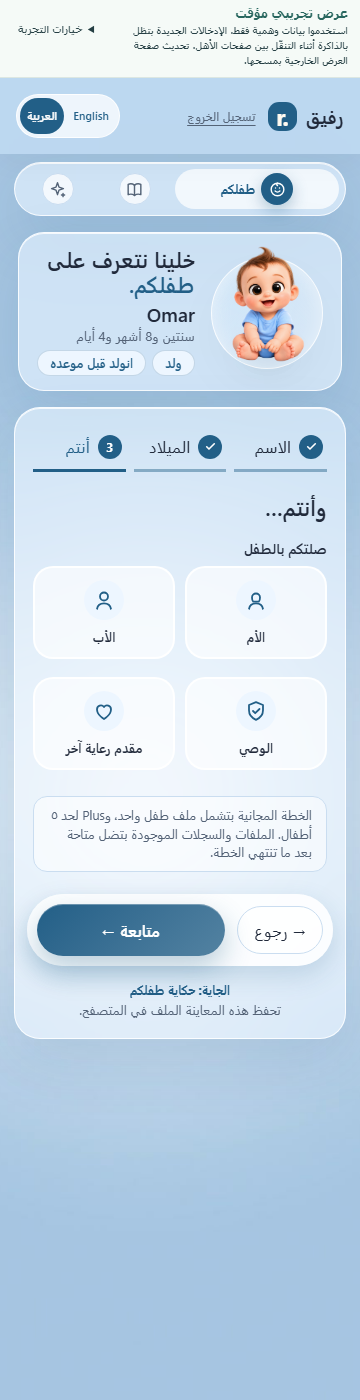 عرض تجريبي مؤقت
استخدموا بيانات وهمية فقط. الإدخالات الجديدة بتظل
بالذاكرة أثناء التنقّل بين صفحات الأهل، تحديث صفحة
العرض الخارجية بمسحها.
◀ خيارات التجربة
رفيق
r.
تسجيل الخروج
English
العربية
طفلكم
خلينا نتعرف على
طفلكم.
Omar
سنتين و8 أشهر و4 أيام
ولد
انولد قبل موعده
الاسم
الميلاد
3 أنتم
وأنتم...
صلتكم بالطفل
الأم
الأب
الوصي
مقدم رعاية آخر
الخطة المجانية بتشمل ملف طفل واحد، وPlus لحد ٥
أطفال. الملفات والسجلات الموجودة بتضل متاحة
بعد ما تنتهي الخطة.
→ رجوع
متابعة ←
الجاية: حكاية طفلكم
تحفظ هذه المعاينة الملف في المتصفح.